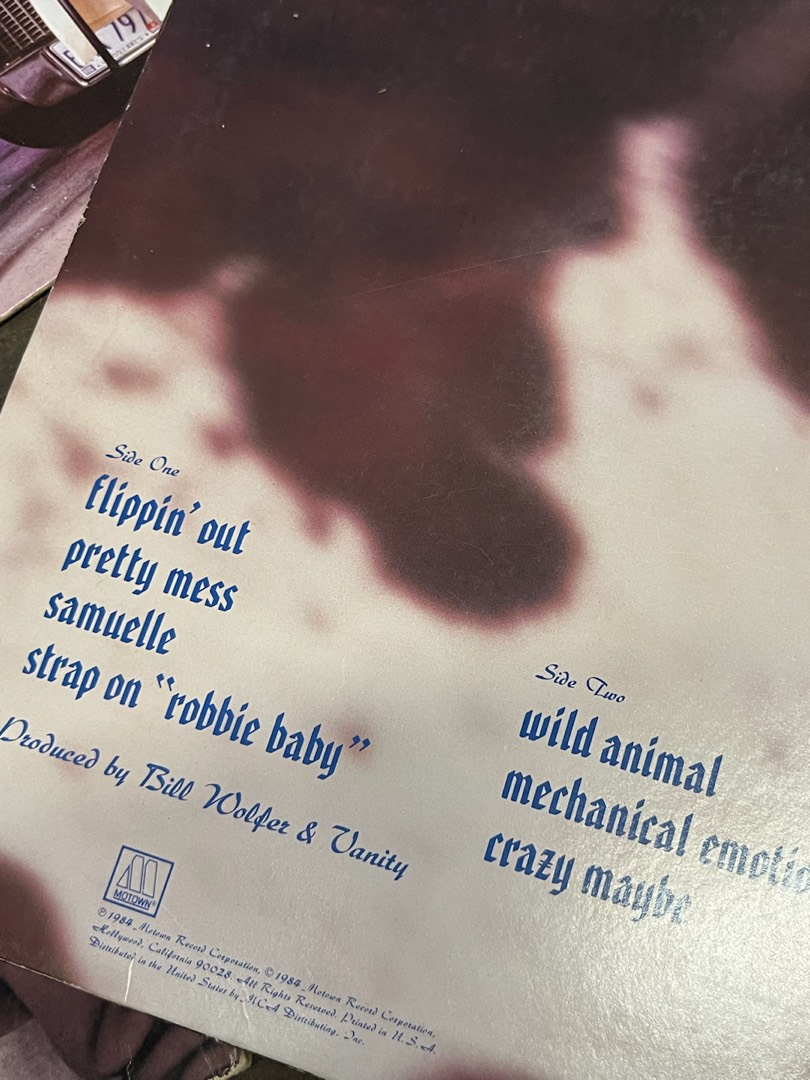 197
Side One
flippin' out
pretty mess
samuelle
strap on "robbie baby"
Produced by Bill Wolfer & Vanity
Side Two
wild animal
mechanical
crazy maybe
MOTOWN®
℗ 1984 Motown Record Corporation, © 1984 Motown Record Corporation,
Hollywood, California 90028. All Rights Reserved. Printed in U.S.A.
Distributed in the United States by MCA Distributing, Inc.